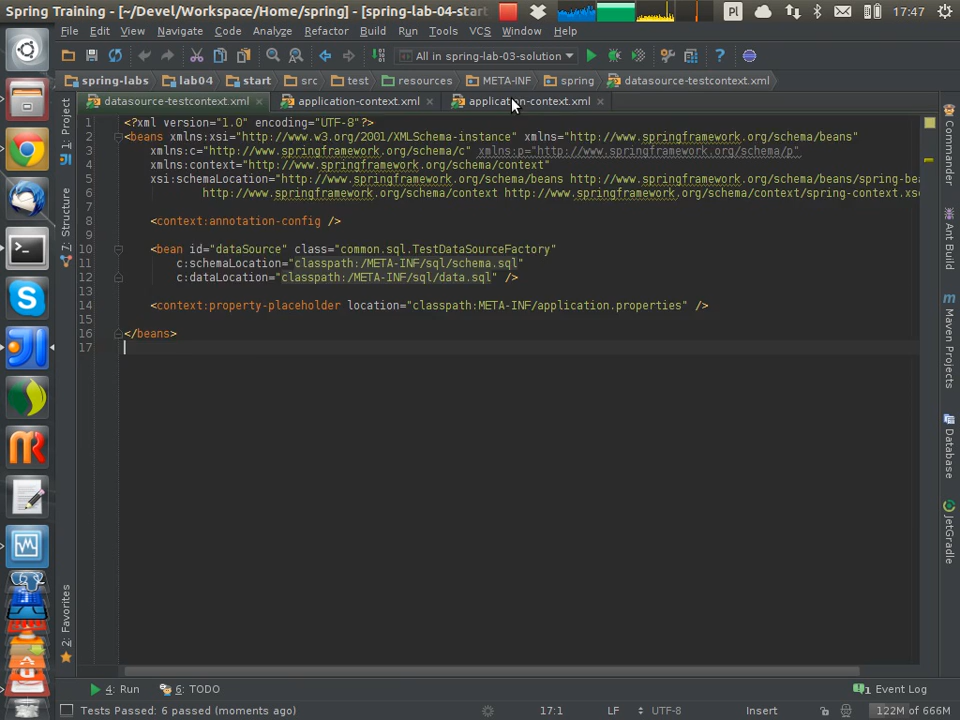 Spring Training - [~/Devel/Workspace/Home/spring] - [spring-lab-04-start
Pl
17:47
File Edit View Navigate Code Analyze Refactor Build Run Tools VCS Window Help
All in spring-lab-03-solution
spring-labs lab04 start src test resources META-INF spring datasource-testcontext.xml
datasource-testcontext.xml application-context.xml application-context.xml
1 <?xml version="1.0" encoding="UTF-8"?>
2 <beans xmlns:xsi="http://www.w3.org/2001/XMLSchema-instance" xmlns="http://www.springframework.org/schema/beans"
3 xmlns:c="http://www.springframework.org/schema/c" xmlns:p="http://www.springframework.org/schema/p"
4 xmlns:context="http://www.springframework.org/schema/context"
5 xsi:schemaLocation="http://www.springframework.org/schema/beans http://www.springframework.org/schema/beans/spring-bea
6 http://www.springframework.org/schema/context http://www.springframework.org/schema/context/spring-context.xsd
7
8 <context:annotation-config />
9
10 <bean id="dataSource" class="common.sql.TestDataSourceFactory"
11 c:schemaLocation="classpath:/META-INF/sql/schema.sql"
12 c:dataLocation="classpath:/META-INF/sql/data.sql" />
13
14 <context:property-placeholder location="classpath:META-INF/application.properties" />
15
16 </beans>
17
1: Project
7: Structure
2: Favorites
Commander
Ant Build
Maven Projects
Database
JetGradle
4: Run 6: TODO 1 Event Log
Tests Passed: 6 passed (moments ago) 17:1 LF UTF-8 Insert 122M of 666M